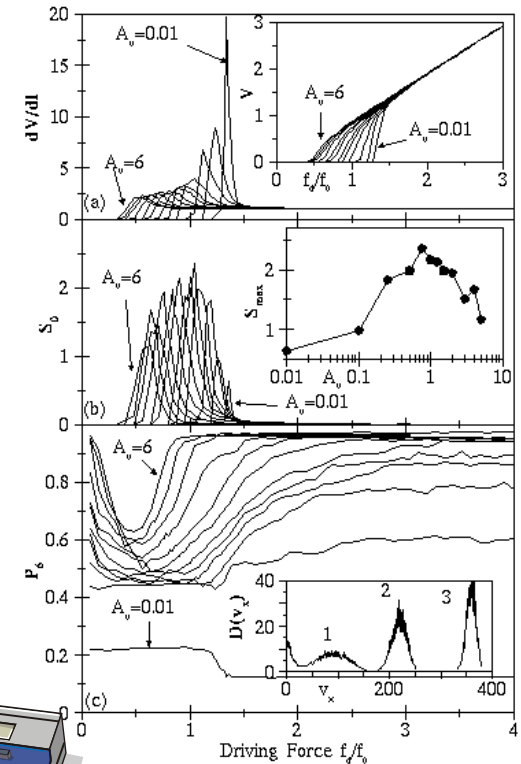 20
15
10
5
0
dV/dI
A_v=0.01
A_v=6
(a)
3
2
1
0
V
A_v=6
A_v=0.01
0 1 2 3
f_d/f_0
2
1
0
S_0
A_v=6
A_v=0.01
(b)
2
1
S_max
0.01 0.1 1 10
A_v
1.0
0.8
0.6
0.4
0.2
0
P_6
A_v=6
A_v=0.01
(c)
40
20
0
D(v_x)
1 2 3
0 200 400
v_x
0 1 2 3 4
Driving Force f_d/f_0